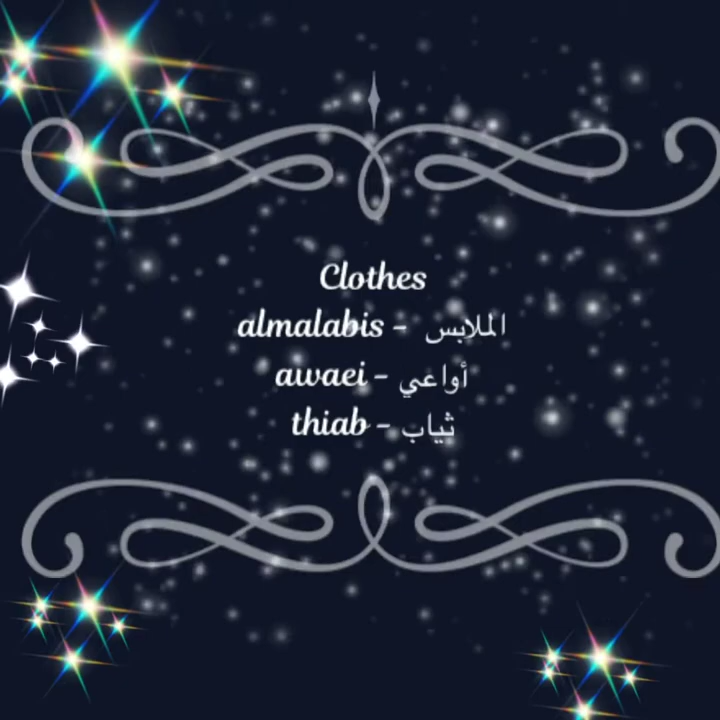 Clothes
almalabis - الملابس
awaei - أواعي
thiab - ثياب